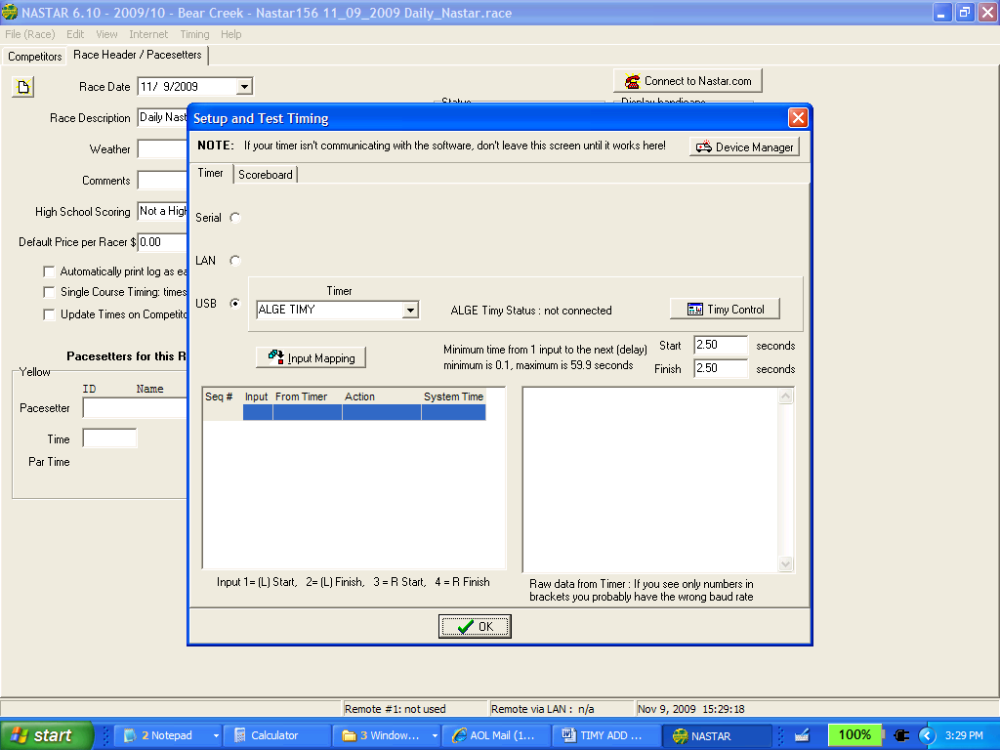 NASTAR 6.10 - 2009/10 - Bear Creek - Nastar156 11_09_2009 Daily_Nastar.race
File (Race) Edit View Internet Timing Help
Competitors Race Header / Pacesetters
Race Date 11/ 9/2009
Connect to Nastar.com
Race Description Daily Nast
Weather
Comments
High School Scoring Not a High
Default Price per Racer $ 0.00
Automatically print log as ea
Single Course Timing: times
Update Times on Competito
Pacesetters for this R
Yellow
ID Name
Pacesetter
Time
Par Time
Status
Display handicaps
Setup and Test Timing
NOTE: If your timer isn't communicating with the software, don't leave this screen until it works here!
Device Manager
Timer Scoreboard
Serial
LAN
USB
Timer
ALGE TIMY
ALGE Timy Status : not connected
Timy Control
Input Mapping
Minimum time from 1 input to the next (delay)
minimum is 0.1, maximum is 59.9 seconds
Start 2.50 seconds
Finish 2.50 seconds
Seq # Input From Timer Action System Time
Input 1= (L) Start, 2= (L) Finish, 3 = R Start, 4 = R Finish
Raw data from Timer : If you see only numbers in
brackets you probably have the wrong baud rate
OK
Remote #1: not used
Remote via LAN : n/a
Nov 9, 2009 15:29:18
start
2 Notepad
Calculator
3 Window...
AOL Mail (1...
TIMY ADD ...
NASTAR
100%
3:29 PM